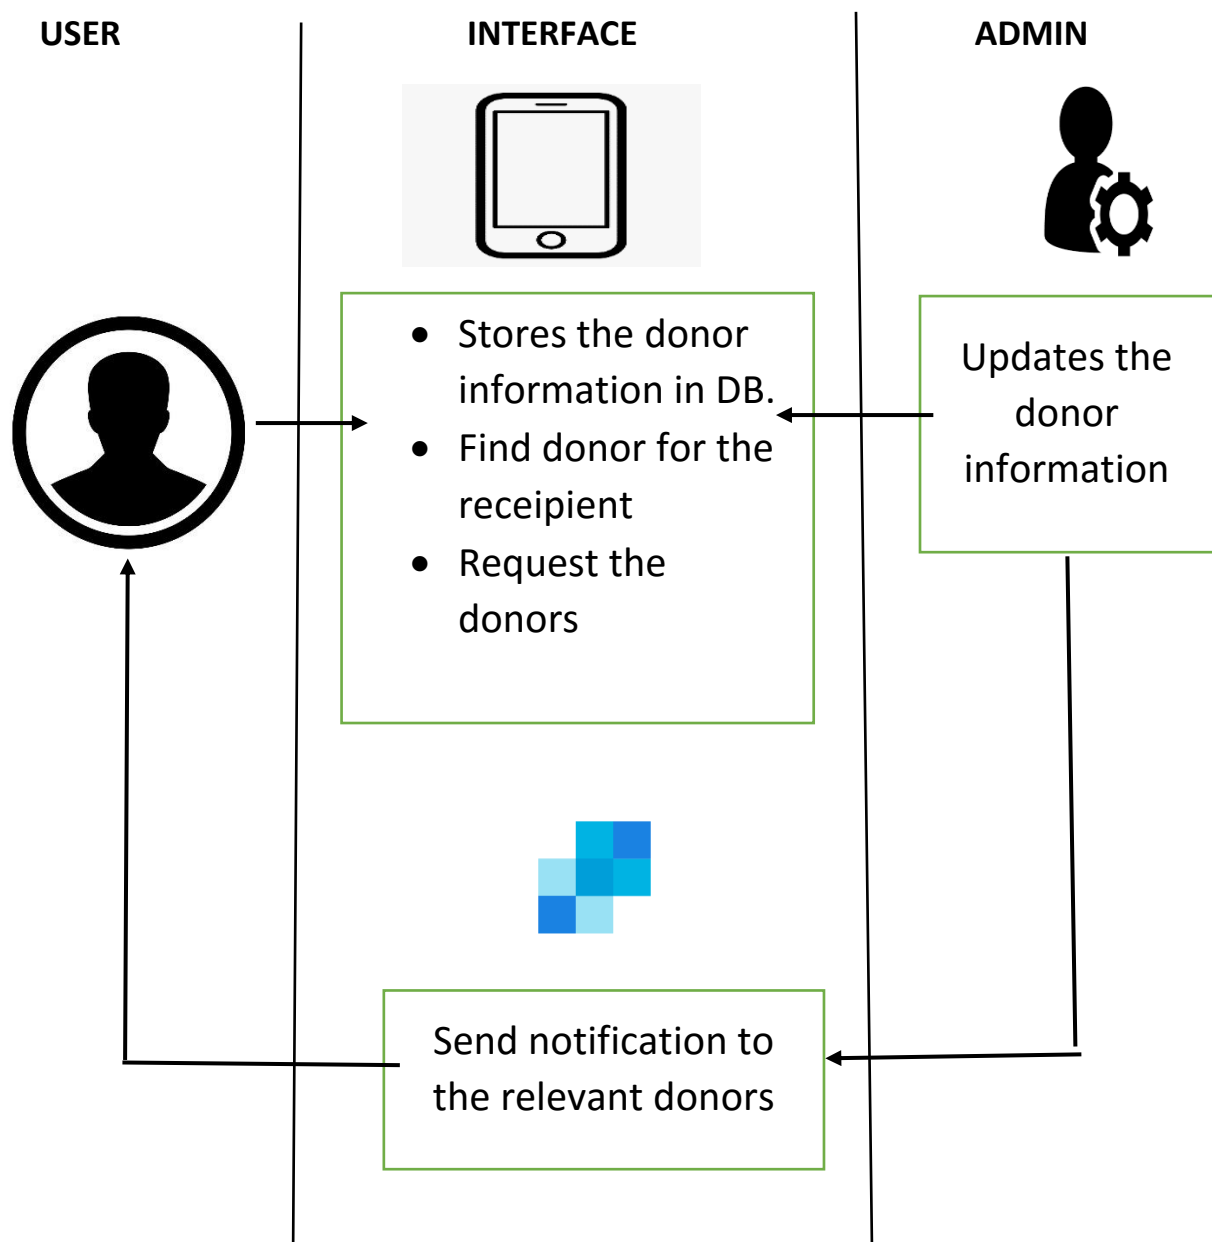 USER
INTERFACE
ADMIN
• Stores the donor
information in DB.
• Find donor for the
receipient
• Request the
donors
Updates the
donor
information
Send notification to
the relevant donors